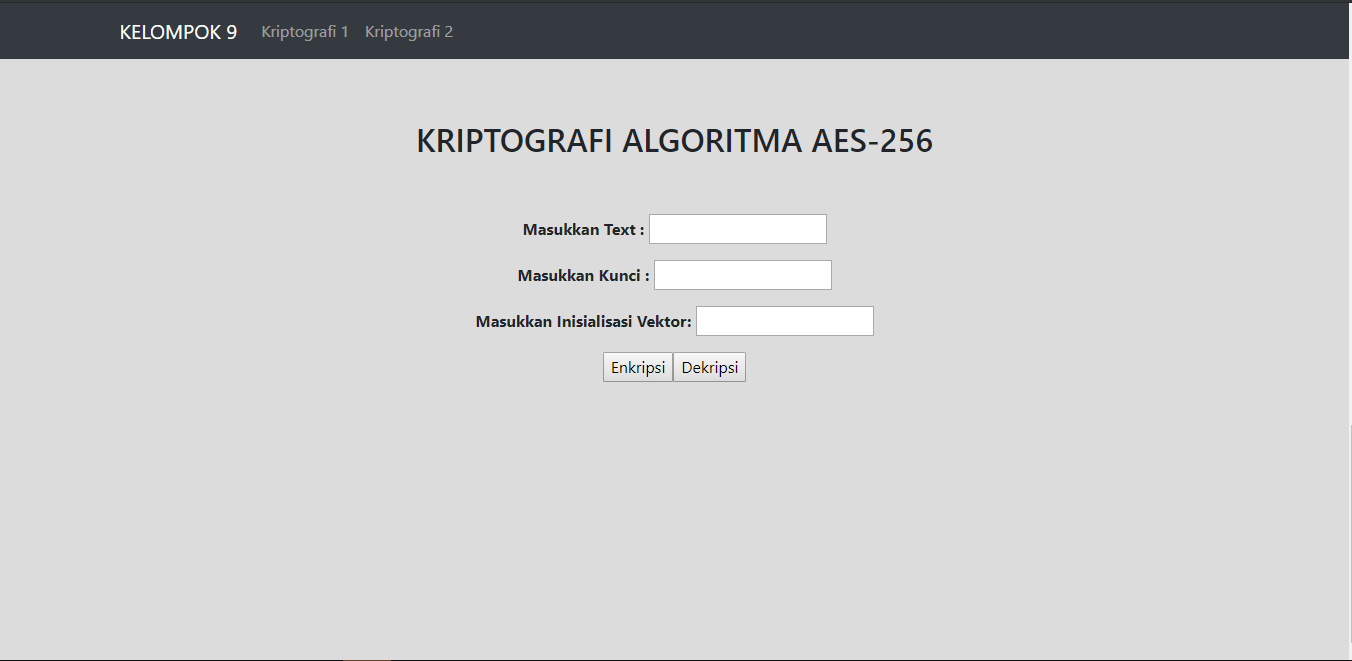 KELOMPOK 9 Kriptografi 1 Kriptografi 2
KRIPTOGRAFI ALGORITMA AES-256
Masukkan Text :
Masukkan Kunci :
Masukkan Inisialisasi Vektor:
Enkripsi Dekripsi